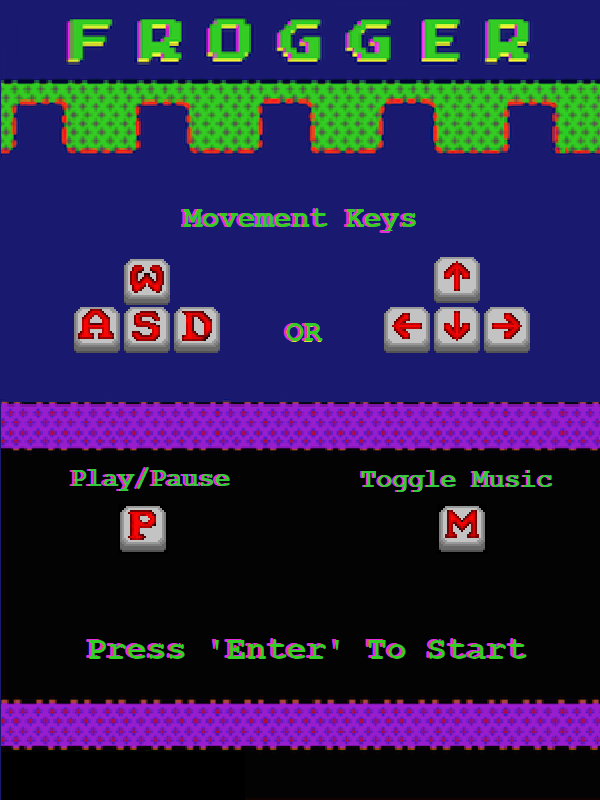 FROGGER
Movement Keys
W
A S D OR ← ↓ →
↑
Play/Pause Toggle Music
P M
Press 'Enter' To Start